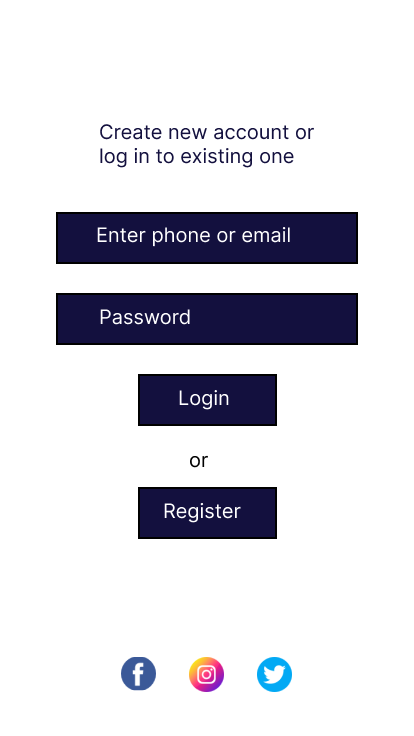 Create new account or
log in to existing one
Enter phone or email
Password
Login
or
Register